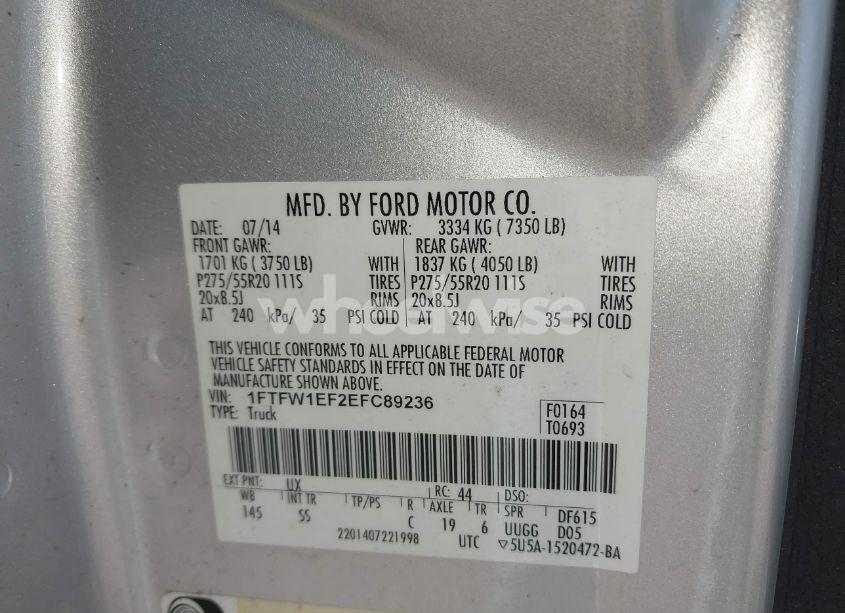 MFD. BY FORD MOTOR CO.
DATE: 07/14 GVWR: 3334 KG ( 7350 LB)
FRONT GAWR: REAR GAWR:
1701 KG ( 3750 LB) WITH 1837 KG ( 4050 LB) WITH
P275/55R20 111S TIRES P275/55R20 111S TIRES
20x8.5J RIMS 20x8.5J RIMS
AT 240 kPa/ 35 PSI COLD AT 240 kPa/ 35 PSI COLD
wheelwise
THIS VEHICLE CONFORMS TO ALL APPLICABLE FEDERAL MOTOR
VEHICLE SAFETY STANDARDS IN EFFECT ON THE DATE OF
MANUFACTURE SHOWN ABOVE.
VIN: 1FTFW1EF2EFC89236
TYPE: Truck
F0164
T0693
EXT PNT: UX RC: 44 DSO:
WB INT TR TP/PS R AXLE TR SPR DF615
145 SS C 19 6 UUGG D05
2201407221998 UTC ▽5U5A-1520472-BA